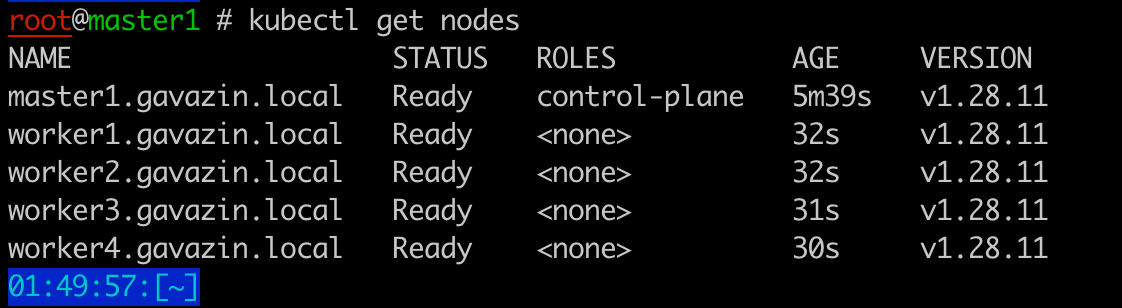 root@master1 # kubectl get nodes
NAME                    STATUS   ROLES           AGE     VERSION
master1.gavazin.local   Ready    control-plane   5m39s   v1.28.11
worker1.gavazin.local   Ready    <none>          32s     v1.28.11
worker2.gavazin.local   Ready    <none>          32s     v1.28.11
worker3.gavazin.local   Ready    <none>          31s     v1.28.11
worker4.gavazin.local   Ready    <none>          30s     v1.28.11
01:49:57:[~]